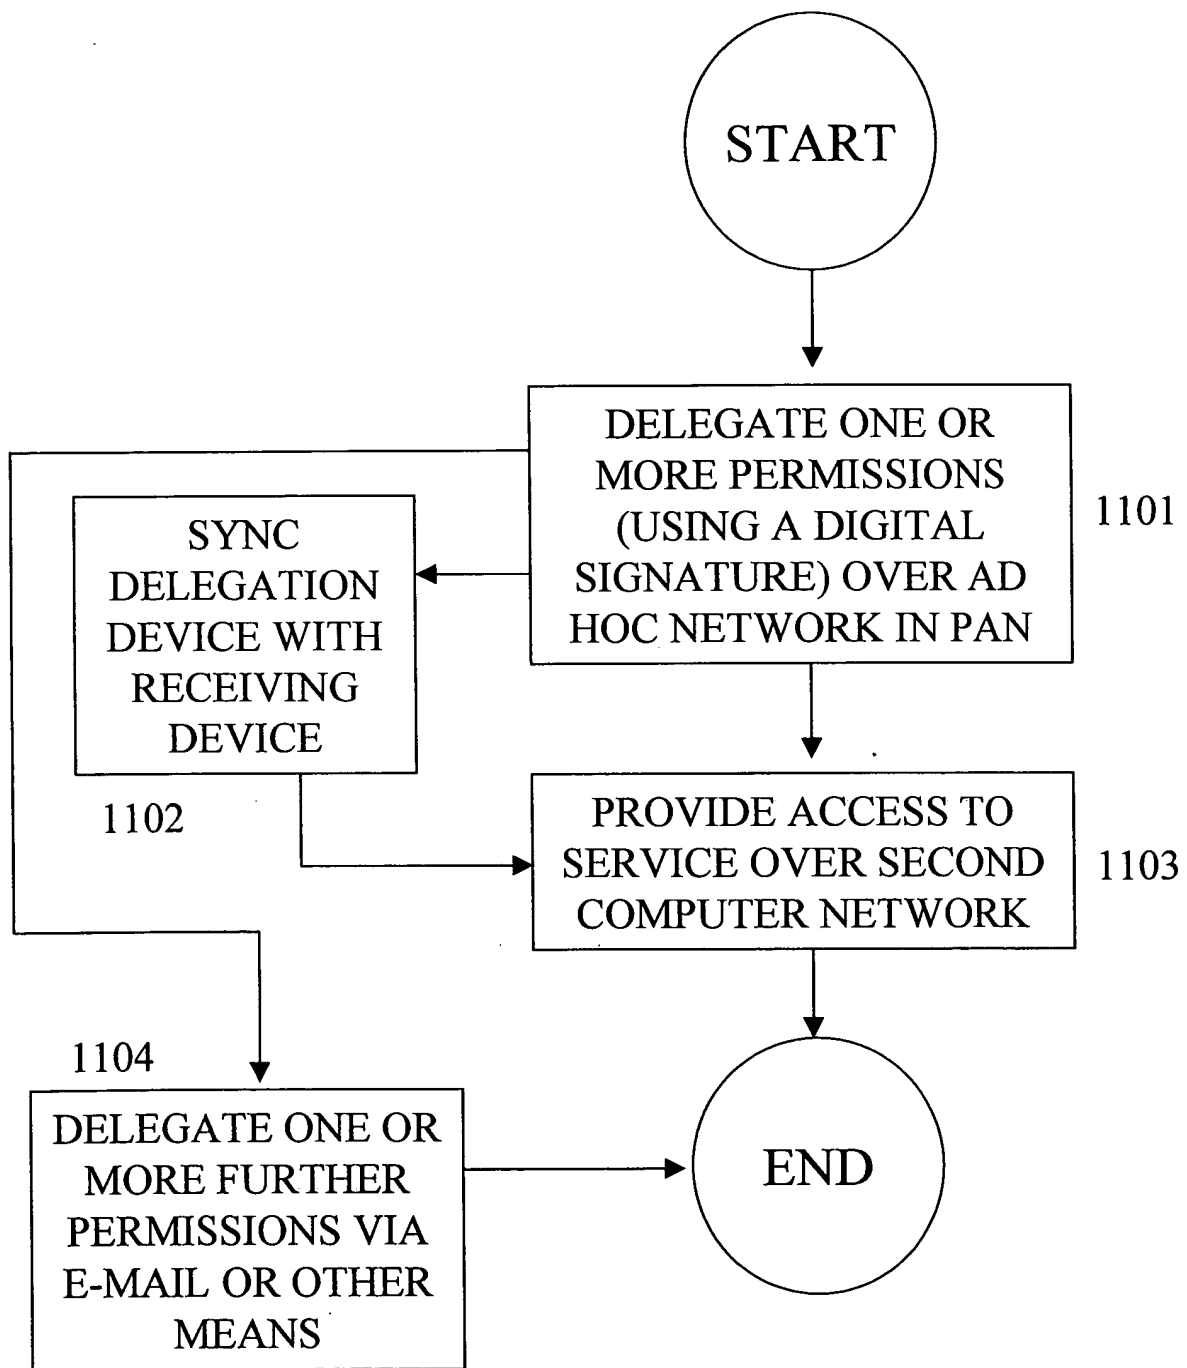 START
DELEGATE ONE OR
MORE PERMISSIONS
(USING A DIGITAL
SIGNATURE) OVER AD
HOC NETWORK IN PAN
1101
SYNC
DELEGATION
DEVICE WITH
RECEIVING
DEVICE
1102
PROVIDE ACCESS TO
SERVICE OVER SECOND
COMPUTER NETWORK
1103
1104
DELEGATE ONE OR
MORE FURTHER
PERMISSIONS VIA
E-MAIL OR OTHER
MEANS
END